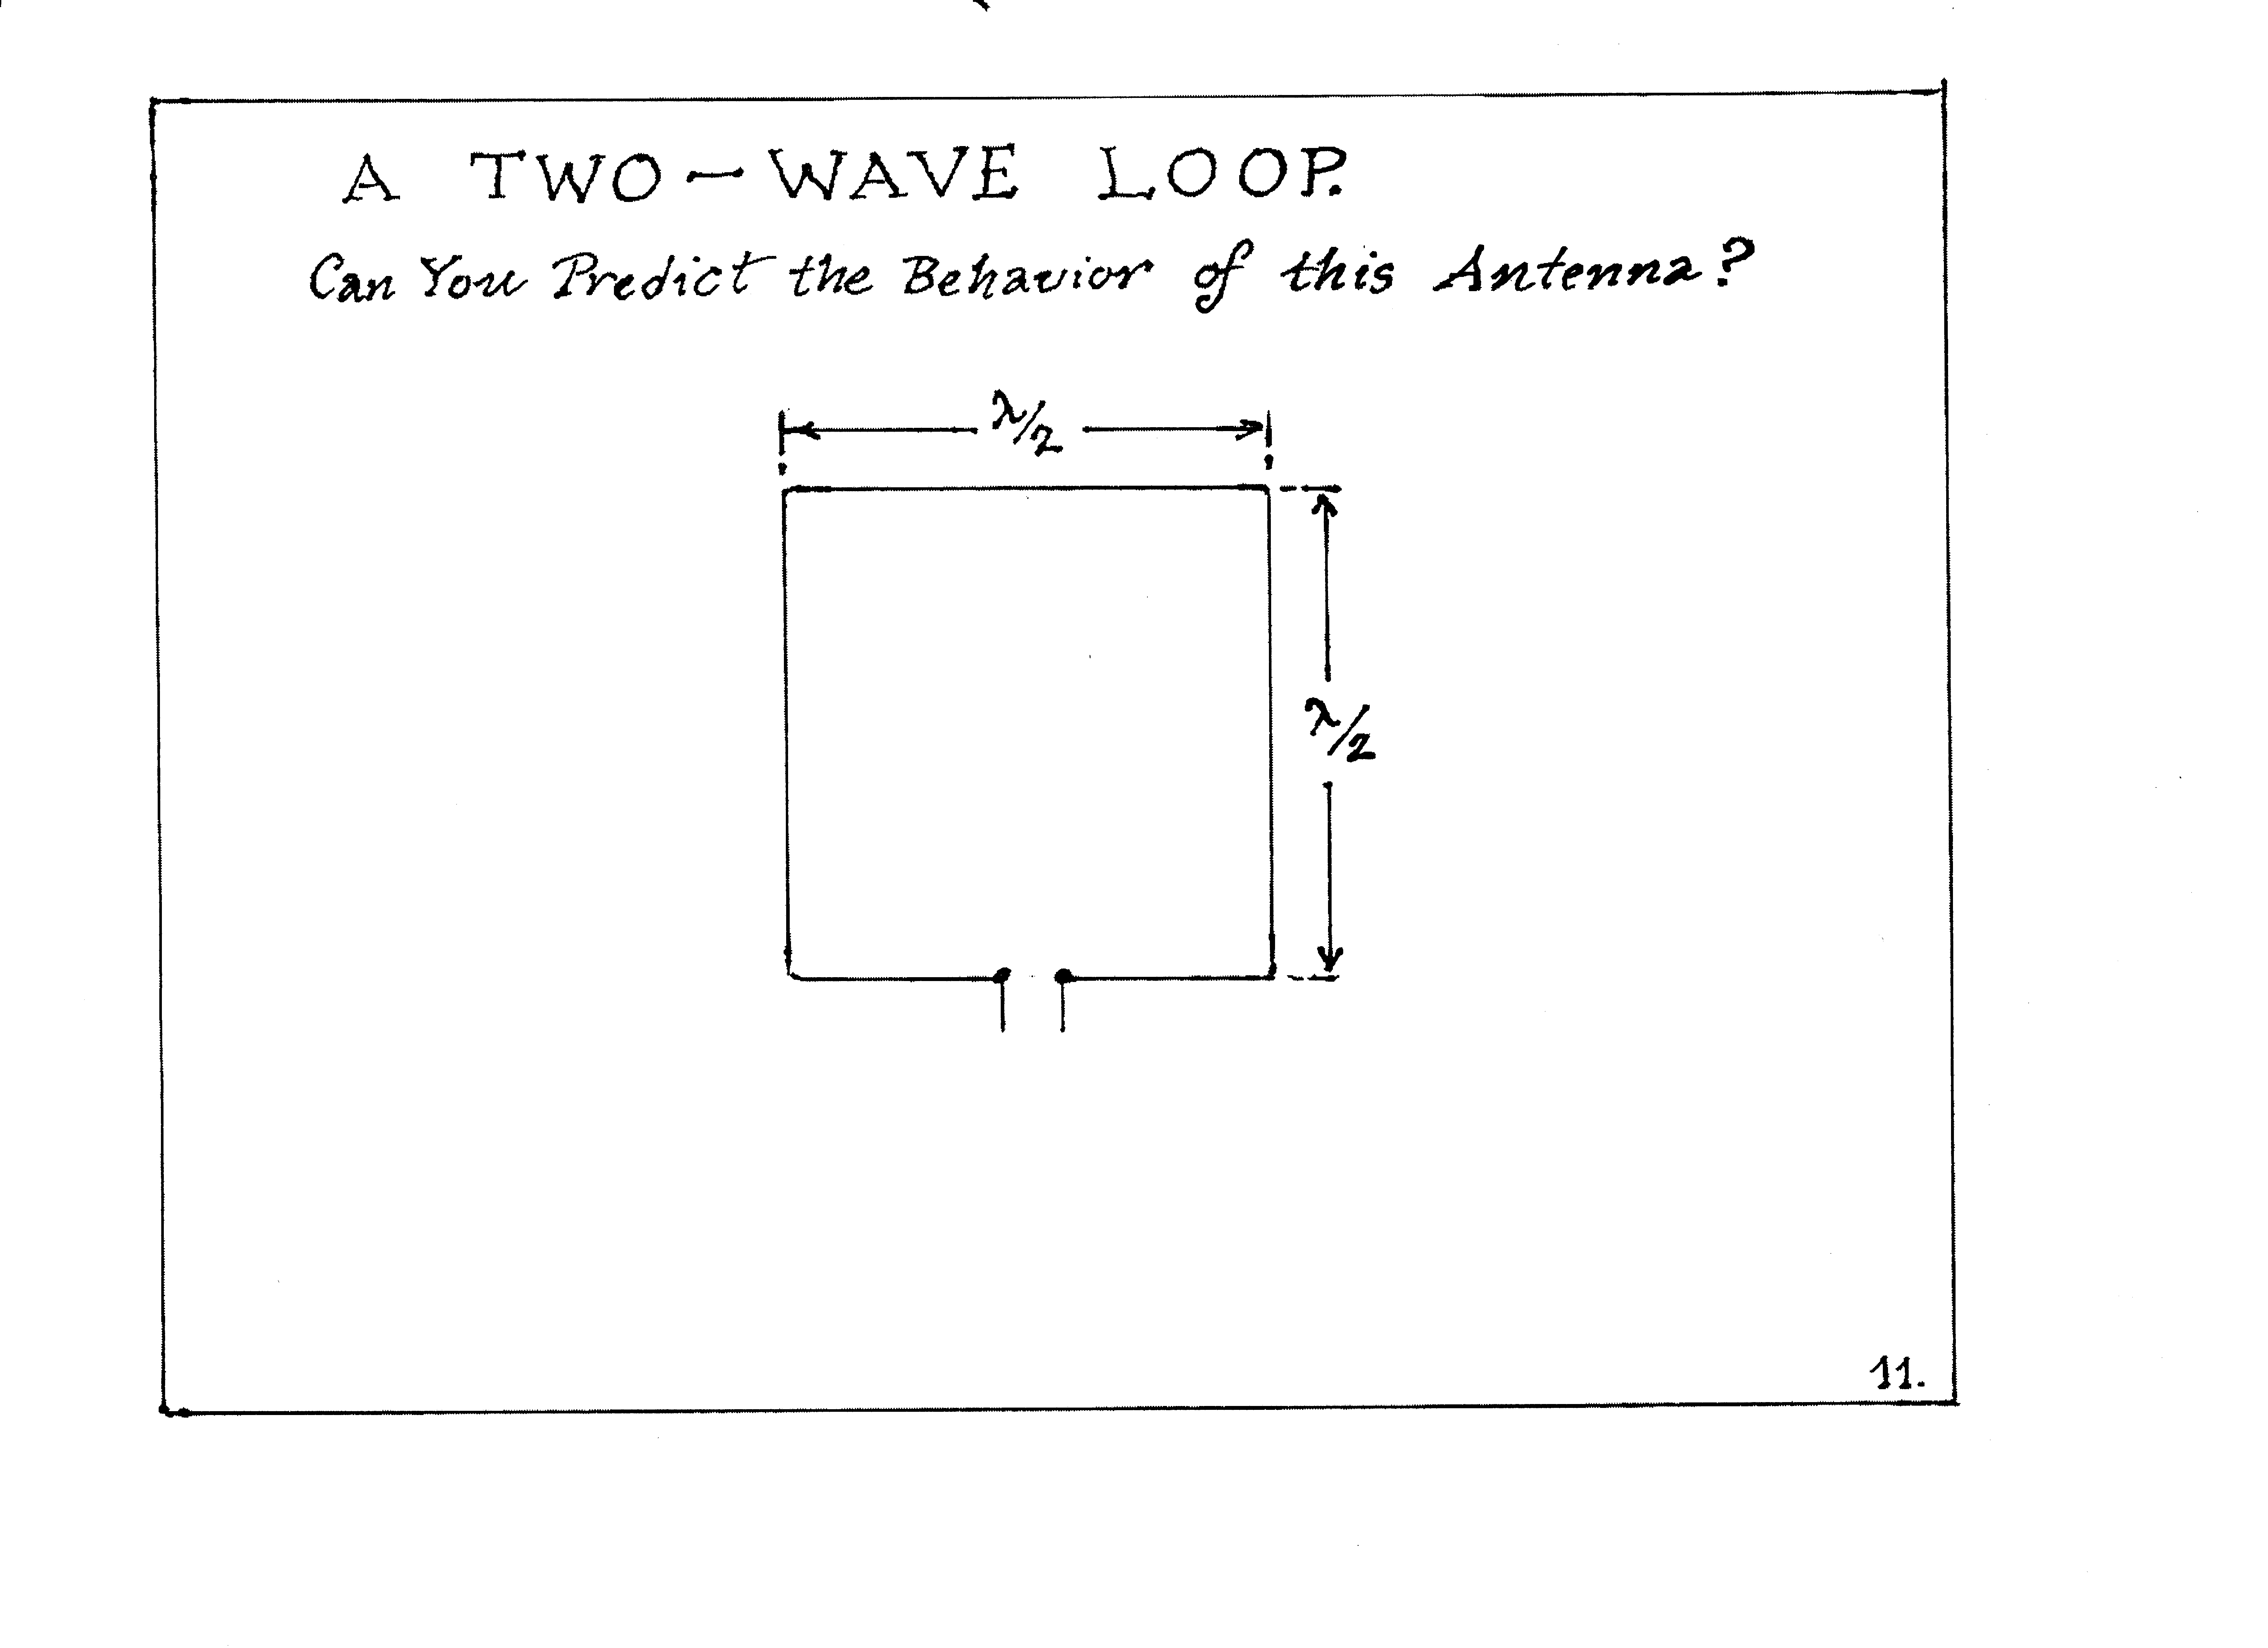 A TWO-WAVE LOOP.
Can You Predict the Behavior of this Antenna?
λ/2
λ/2
11.